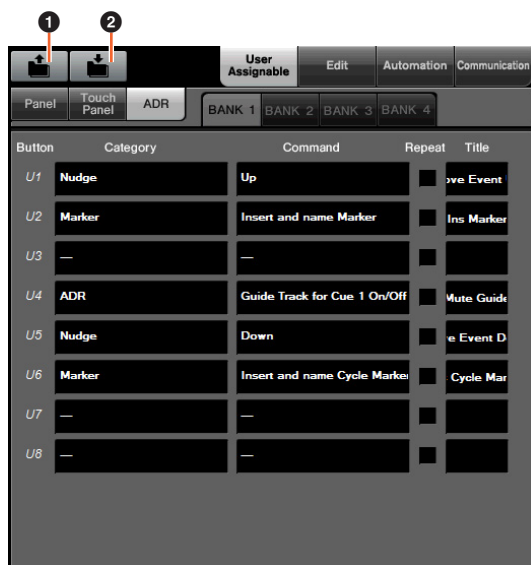 1 2
User Assignable Edit Automation Communication
Panel Touch Panel ADR BANK 1 BANK 2 BANK 3 BANK 4
Button Category Command Repeat Title
U1 Nudge Up ove Event
U2 Marker Insert and name Marker Ins Marker
U3 — —
U4 ADR Guide Track for Cue 1 On/Off Mute Guide
U5 Nudge Down e Event D
U6 Marker Insert and name Cycle Marker Cycle Mar
U7 — —
U8 — —